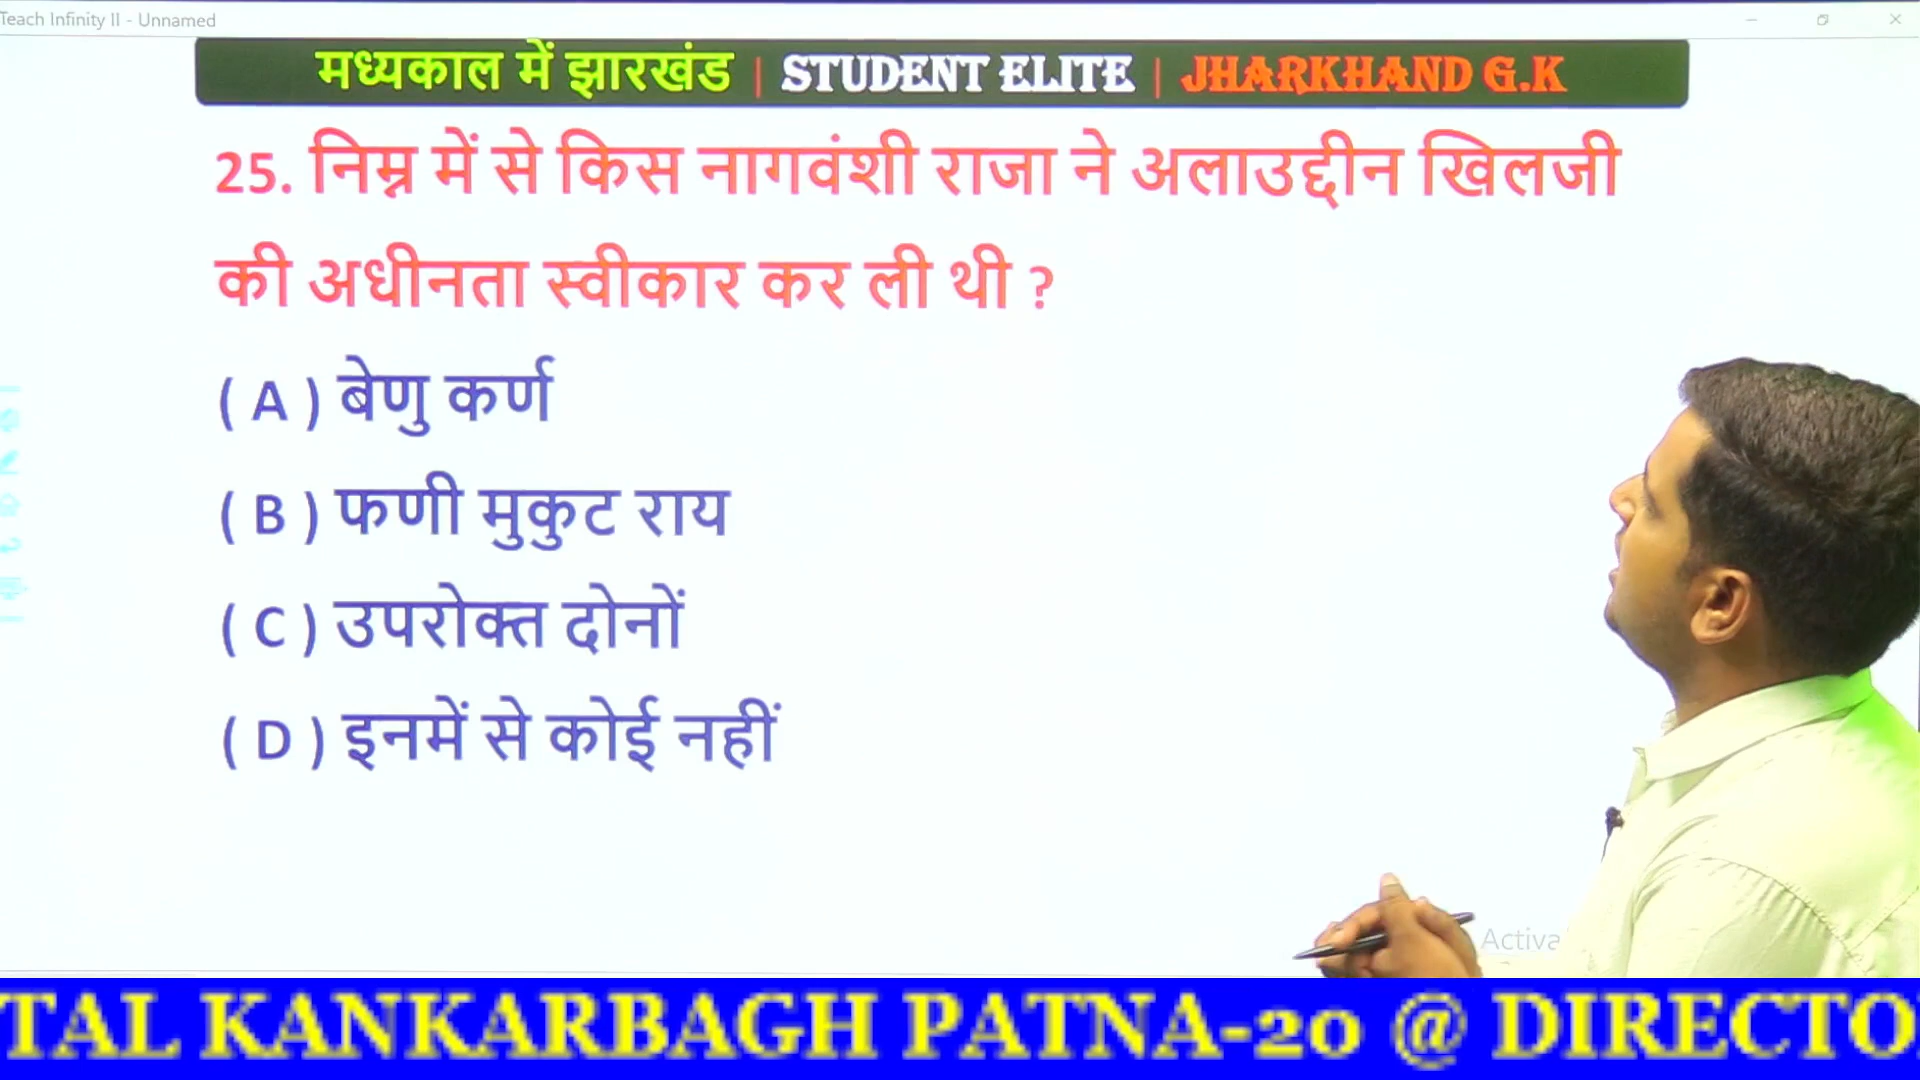 Teach Infinity II - Unnamed
मध्यकाल में झारखंड | STUDENT ELITE | JHARKHAND G.K
25. निम्न में से किस नागवंशी राजा ने अलाउद्दीन खिलजी
की अधीनता स्वीकार कर ली थी ?
( A ) बेणु कर्ण
( B ) फणी मुकुट राय
( C ) उपरोक्त दोनों
( D ) इनमें से कोई नहीं
Activa
TAL KANKARBAGH PATNA-20 @ DIRECTO